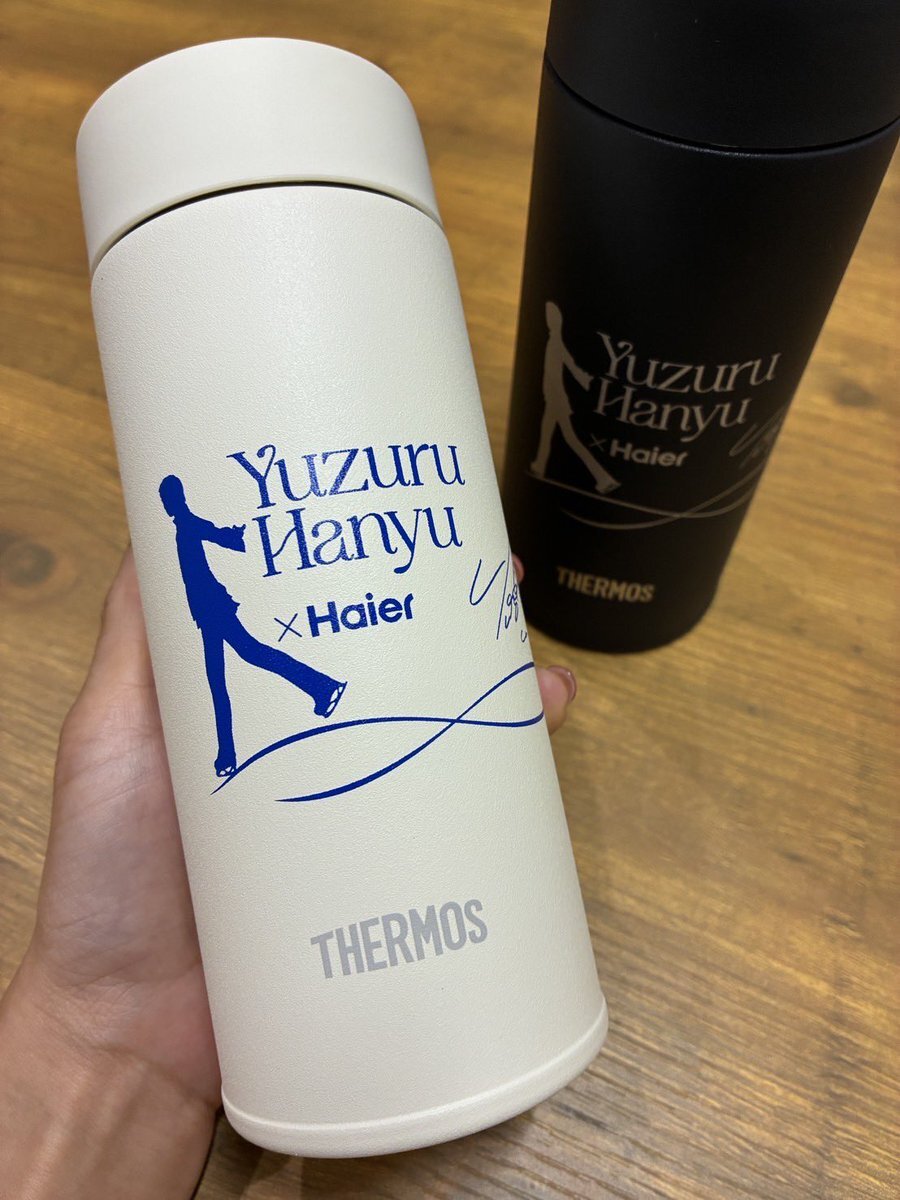 Yuzuru
Hanyu
×Haier
THERMOS
Yuzuru
Hanyu
×Haier
THERMOS